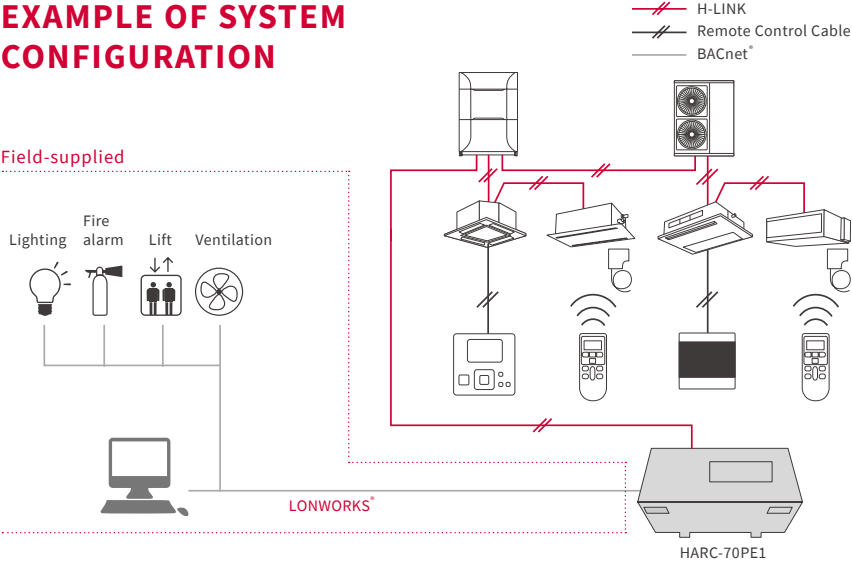 EXAMPLE OF SYSTEM
CONFIGURATION
H-LINK
Remote Control Cable
BACnet®
Field-supplied
Lighting
Fire
alarm
Lift
Ventilation
LONWORKS®
HARC-70PE1